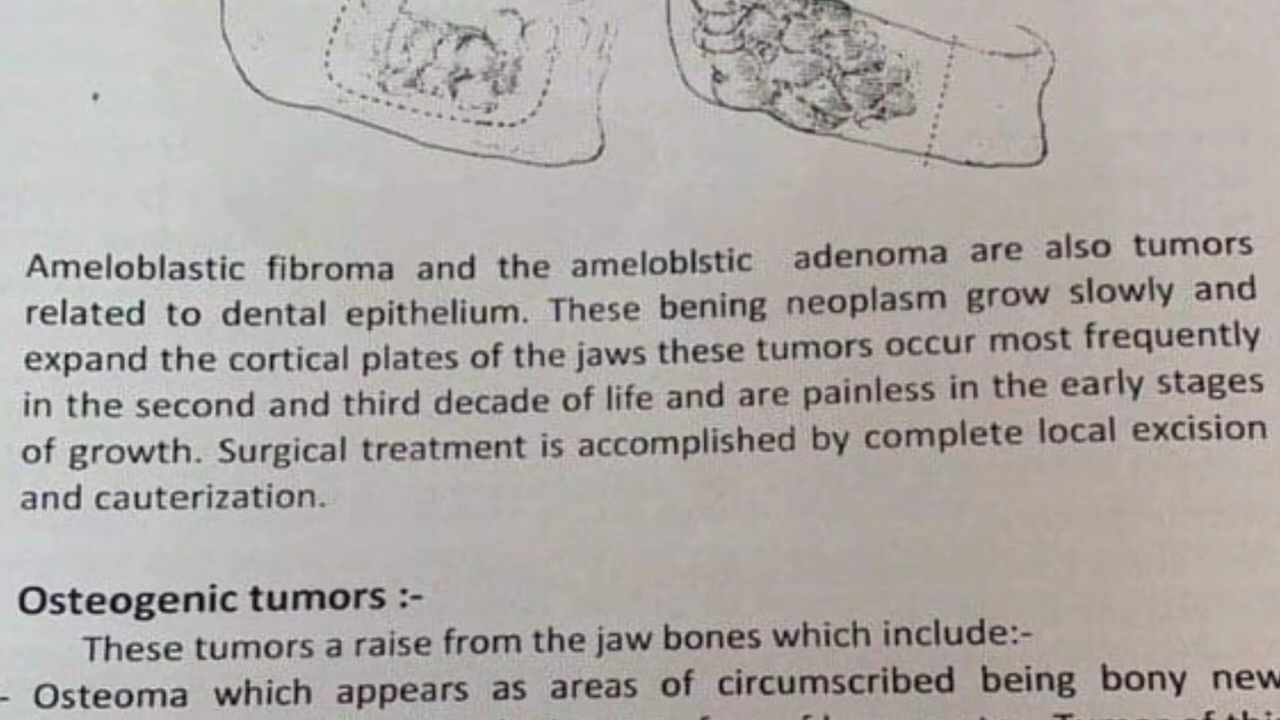 Ameloblastic fibroma and the ameloblstic adenoma are also tumors
related to dental epithelium. These bening neoplasm grow slowly and
expand the cortical plates of the jaws these tumors occur most frequently
in the second and third decade of life and are painless in the early stages
of growth. Surgical treatment is accomplished by complete local excision
and cauterization.
Osteogenic tumors :-
These tumors a raise from the jaw bones which include:-
- Osteoma which appears as areas of circumscribed being bony new